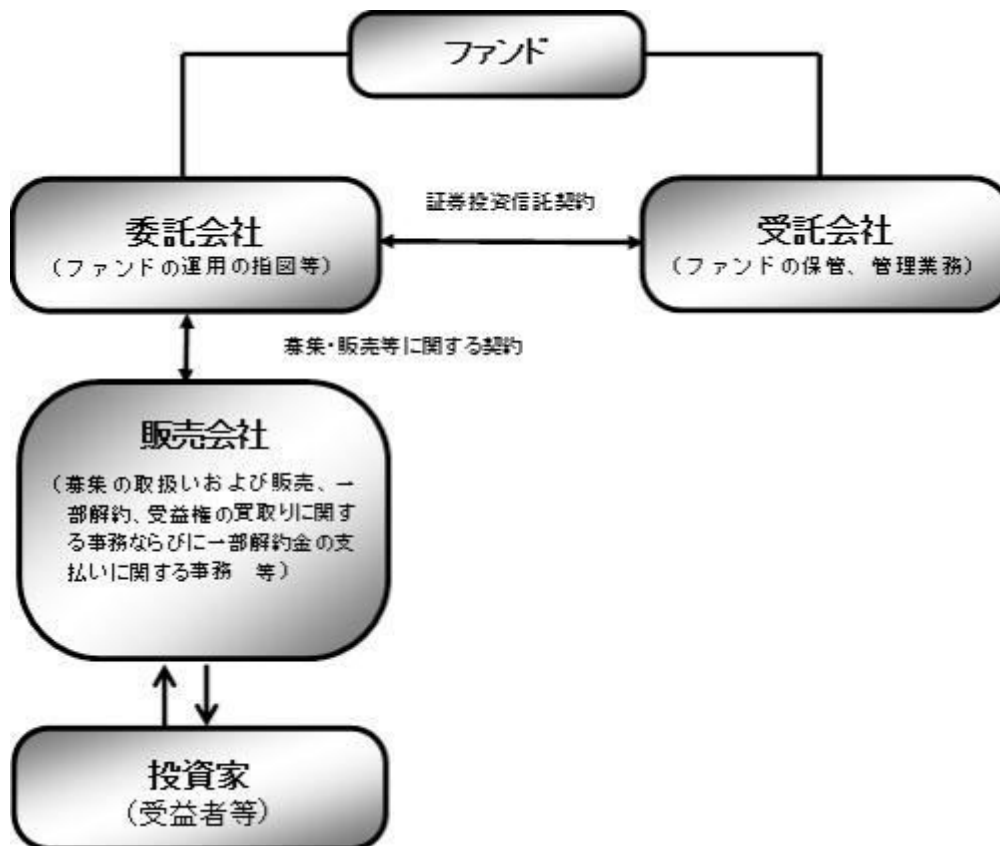 ファンド
証券投資信託契約
委託会社
(ファンドの運用の指図等)
受託会社
(ファンドの保管、管理業務)
募集・販売等に関する契約
販売会社
(募集の取扱いおよび販売、一
部解約、受益権の買取りに関す
る事務ならびに一部解約金の支
払いに関する事務 等)
投資家
(受益者等)